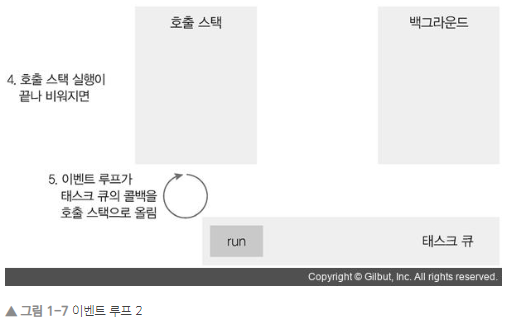 호출 스택
백그라운드
4. 호출 스택 실행이
끝나 비워지면
5. 이벤트 루프가
태스크 큐의 콜백을
호출 스택으로 올림
run
태스크 큐
Copyright © Gilbut, Inc. All rights reserved.
▲ 그림 1-7 이벤트 루프 2